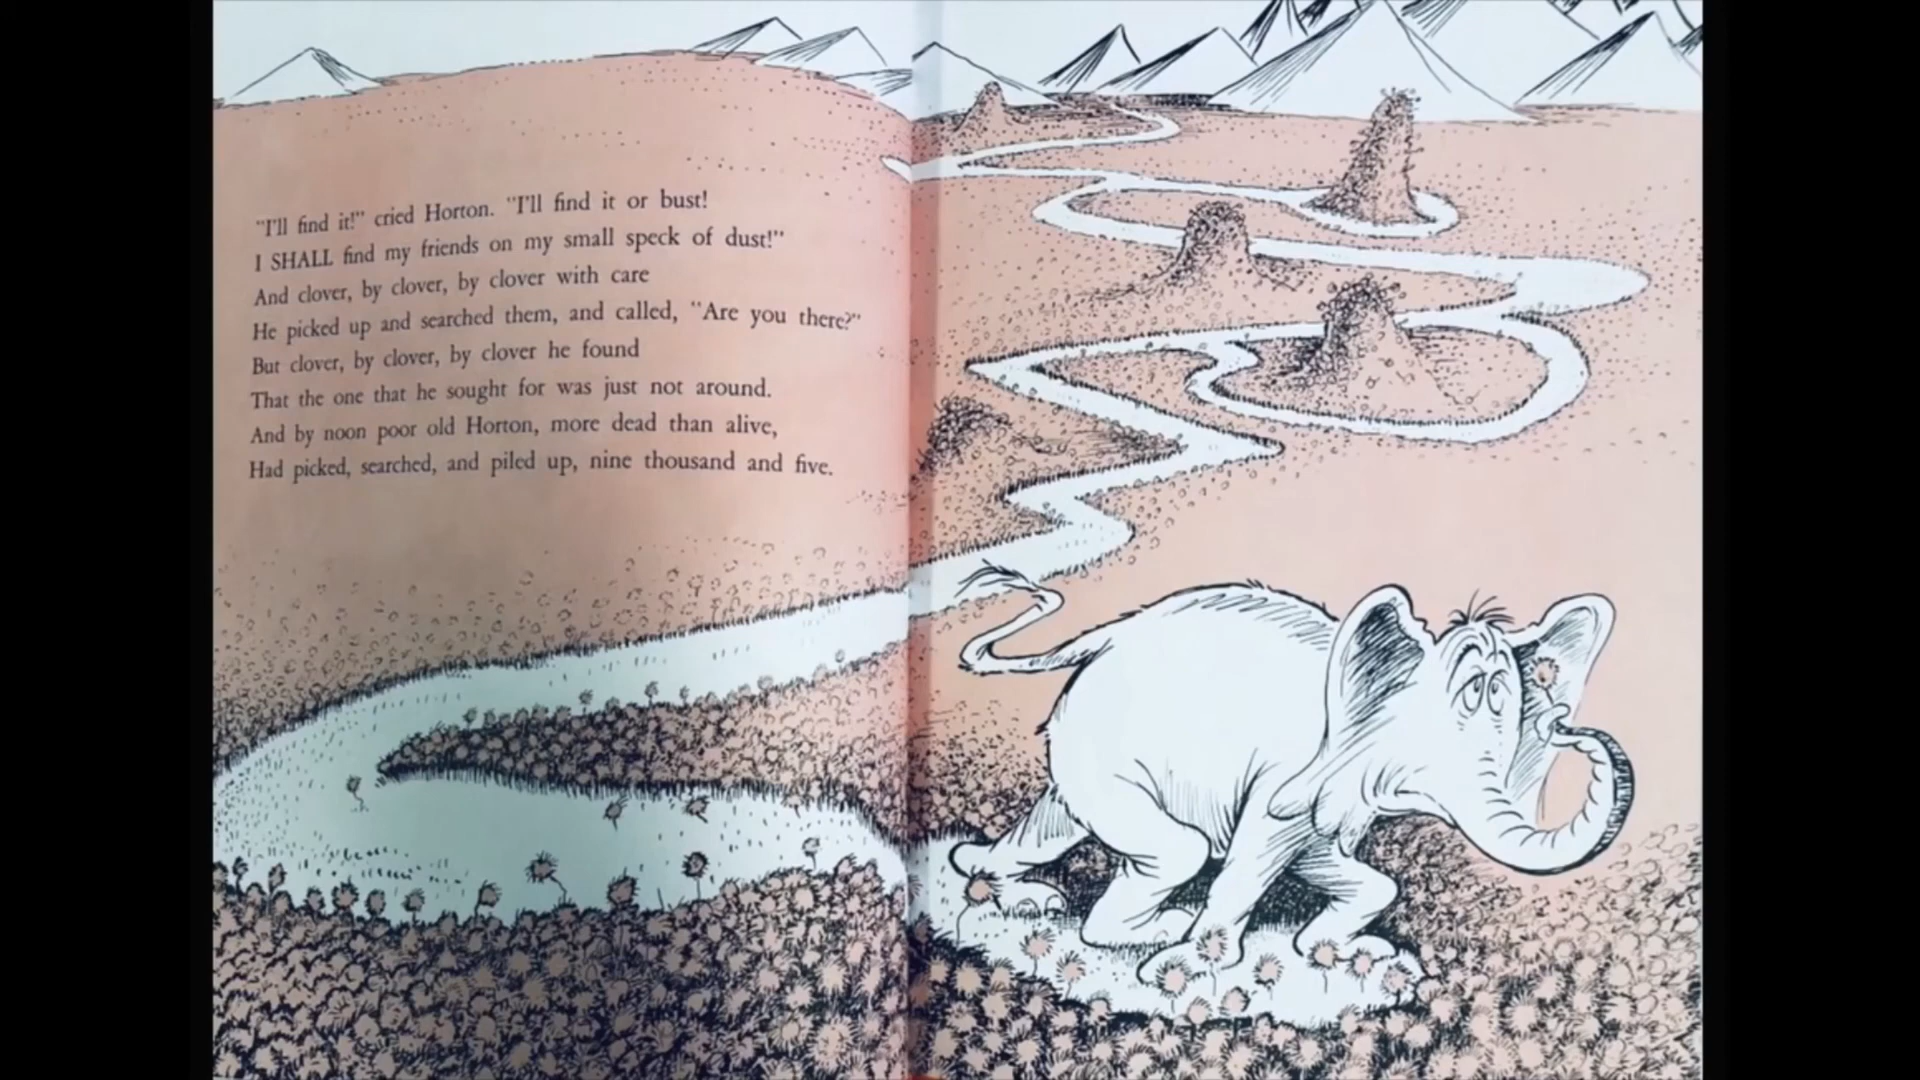 "I'll find it!" cried Horton. "I'll find it or bust!
I SHALL find my friends on my small speck of dust!"
And clover, by clover, by clover with care
He picked up and searched them, and called, "Are you there?"
But clover, by clover, by clover he found
That the one that he sought for was just not around.
And by noon poor old Horton, more dead than alive,
Had picked, searched, and piled up, nine thousand and five.